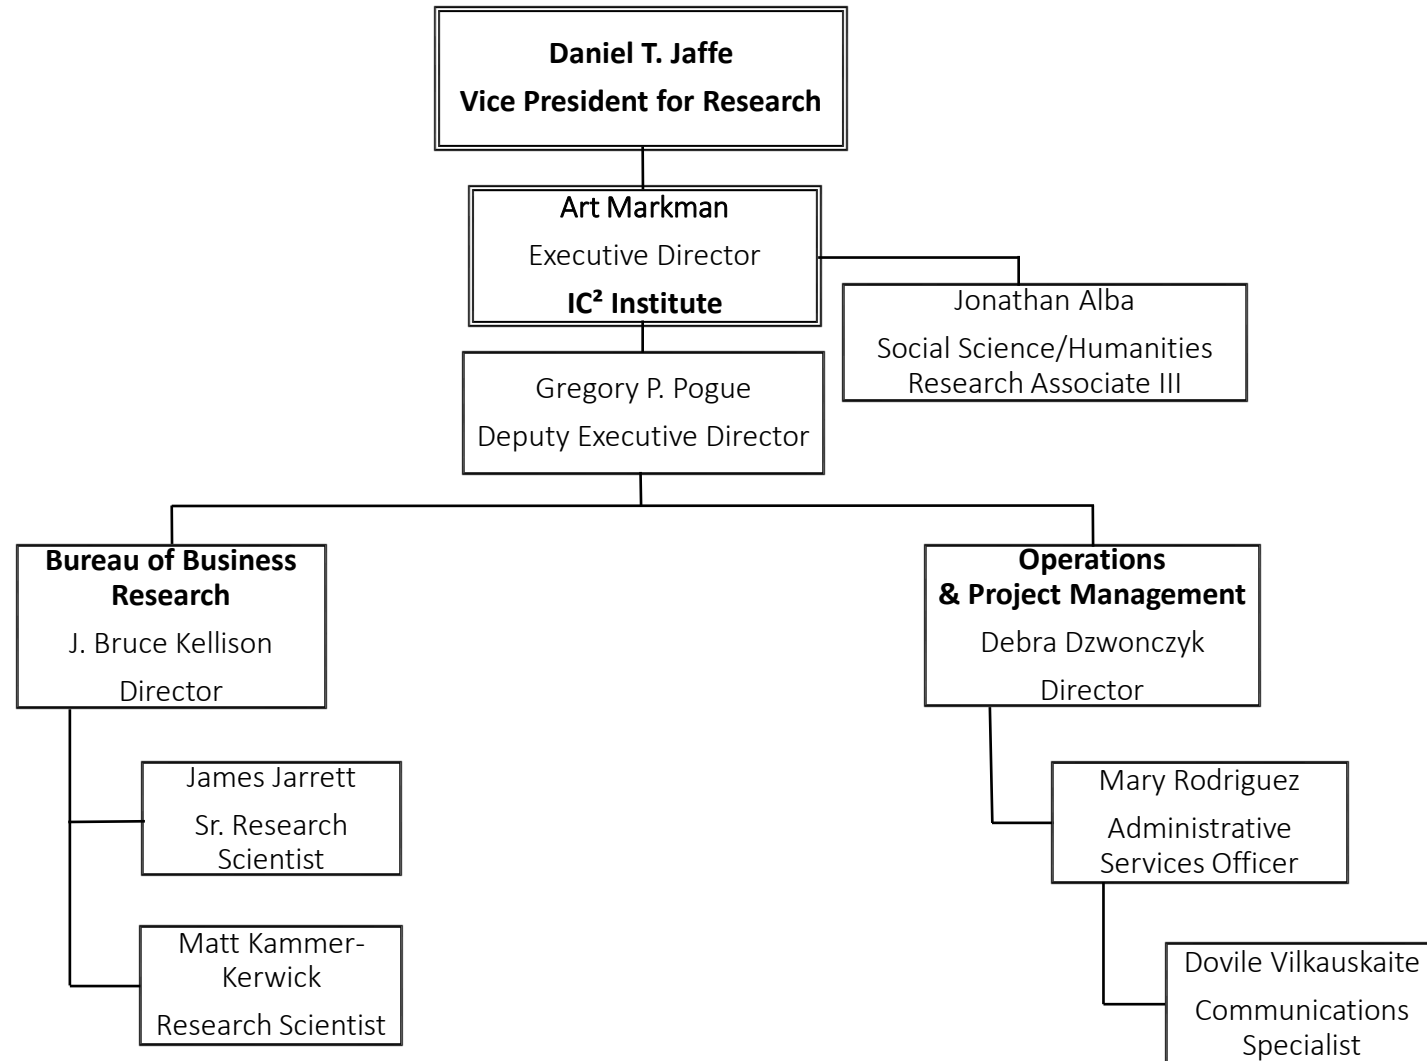 Daniel T. Jaffe
Vice President for Research
Art Markman
Executive Director
IC² Institute
Jonathan Alba
Social Science/Humanities
Research Associate III
Gregory P. Pogue
Deputy Executive Director
Bureau of Business
Research
J. Bruce Kellison
Director
Operations
& Project Management
Debra Dzwonczyk
Director
James Jarrett
Sr. Research
Scientist
Mary Rodriguez
Administrative
Services Officer
Matt Kammer-
Kerwick
Research Scientist
Dovile Vilkauskaite
Communications
Specialist